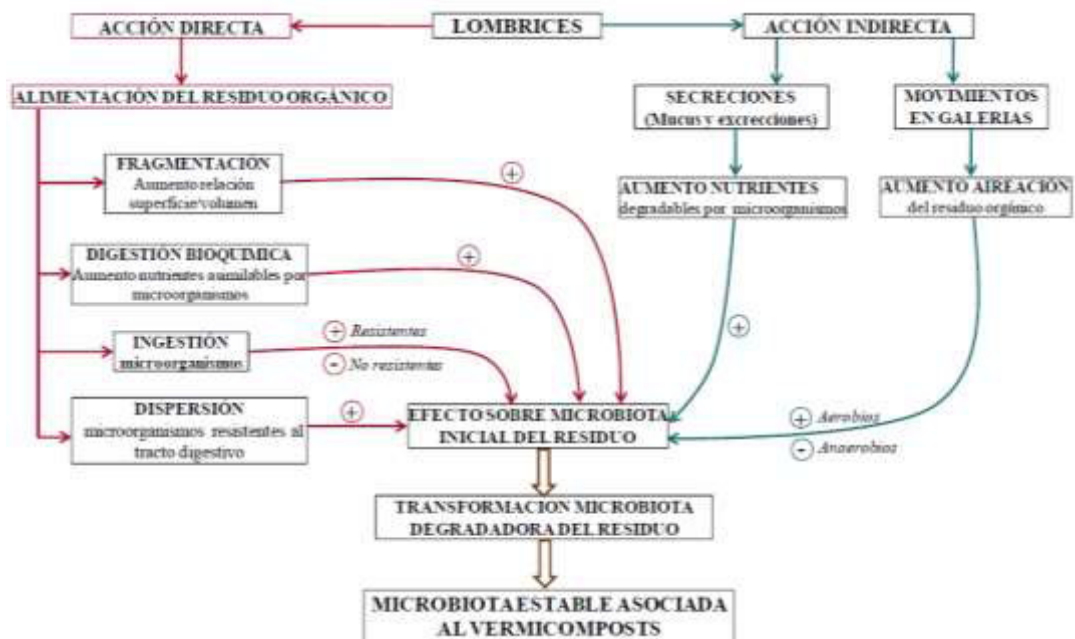 LOMBRICES
ACCIÓN DIRECTA
ACCIÓN INDIRECTA
ALIMENTACIÓN DEL RESIDUO ORGÁNICO
SECRECIONES
(Mucus y excrecciones)
MOVIMIENTOS
EN GALERIAS
FRAGMENTACIÓN
Aumento relación
superficie/volumen
+
AUMENTO NUTRIENTES
degradables por microorganismos
AUMENTO AIREACIÓN
del residuo orgónico
DIGESTIÓN BIOQUIMICA
Aumento nutrientes asimilables por
microorganismos
+
INGESTIÓN
microorganismos
+ Resistentes
- No resistentes
+
DISPERSIÓN
microorganismos resistentes al
tracto digestivo
+
EFECTO SOBRE MICROBIOTA
INICIAL DEL RESIDUO
+ Aerobios
- Anaerobios
TRANSFORMACION MICROBIOTA
DEGRADADORA DEL RESIDUO
MICROBIOTA ESTABLE ASOCIADA
AL VERMICOMPOSTS